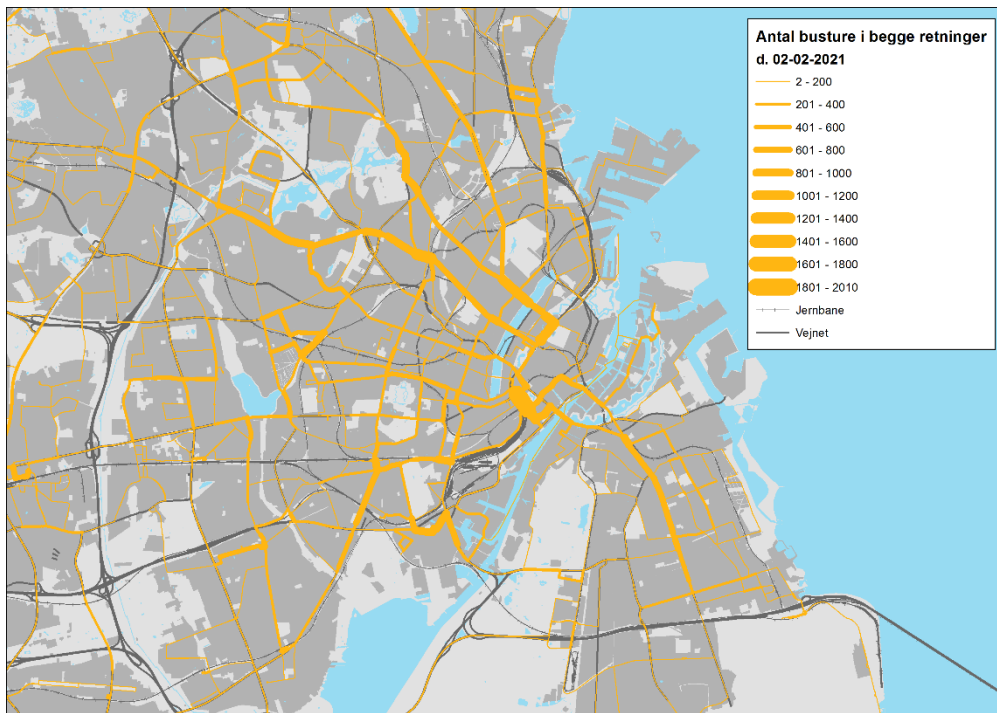 Antal busture i begge retninger
d. 02-02-2021
2 - 200
201 - 400
401 - 600
601 - 800
801 - 1000
1001 - 1200
1201 - 1400
1401 - 1600
1601 - 1800
1801 - 2010
Jernbane
Vejnet